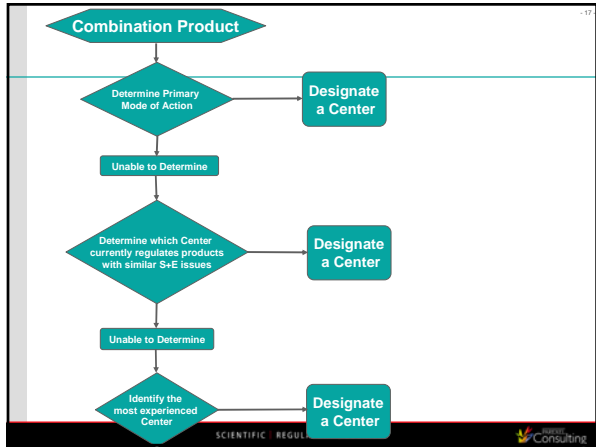 - 17 -
Combination Product
Determine Primary
Mode of Action
Designate
a Center
Unable to Determine
Determine which Center
currently regulates products
with similar S+E issues
Designate
a Center
Unable to Determine
Identify the
most experienced
Center
Designate
a Center
SCIENTIFIC REGUL
Consulting